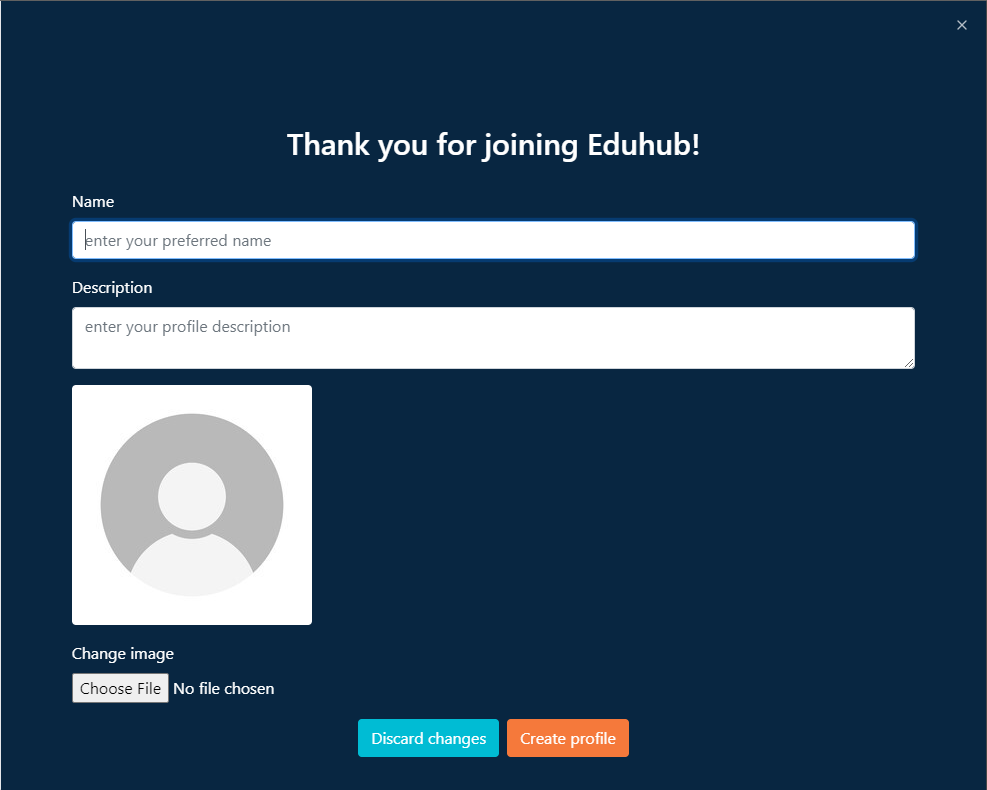 Thank you for joining Eduhub!
Name
enter your preferred name
Description
enter your profile description
Change image
Choose File No file chosen
Discard changes Create profile